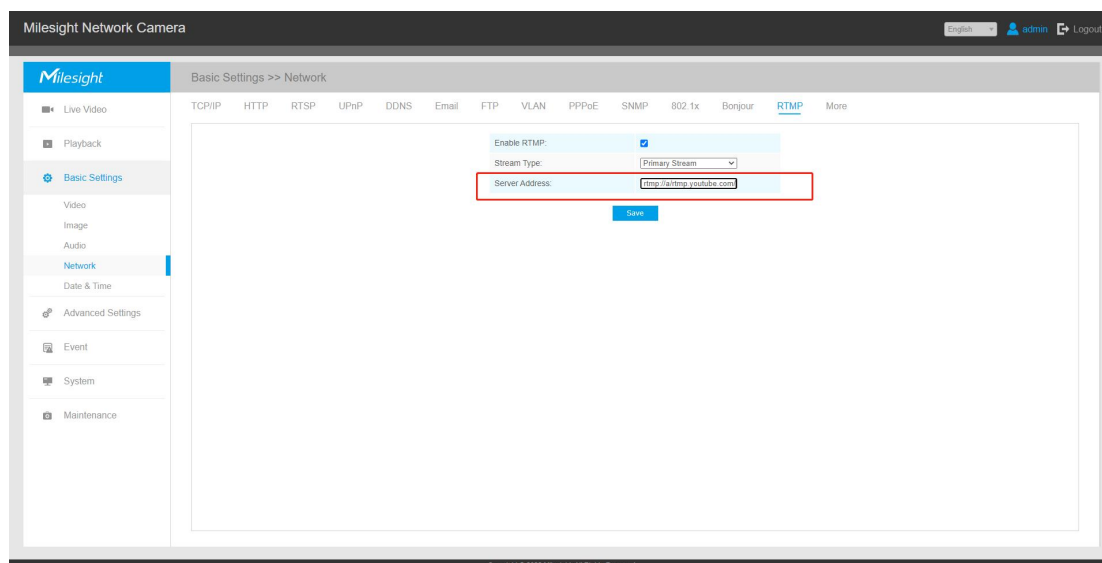 Milesight Network Camera
English admin Logout
Milesight
Basic Settings >> Network
TCP/IP HTTP RTSP UPnP DDNS Email FTP VLAN PPPoE SNMP 802.1x Bonjour RTMP More
Live Video
Playback
Basic Settings
Video
Image
Audio
Network
Date & Time
Advanced Settings
Event
System
Maintenance
Enable RTMP:
Stream Type: Primary Stream
Server Address: rtmp://a/rtmp.youtube.com/
Save